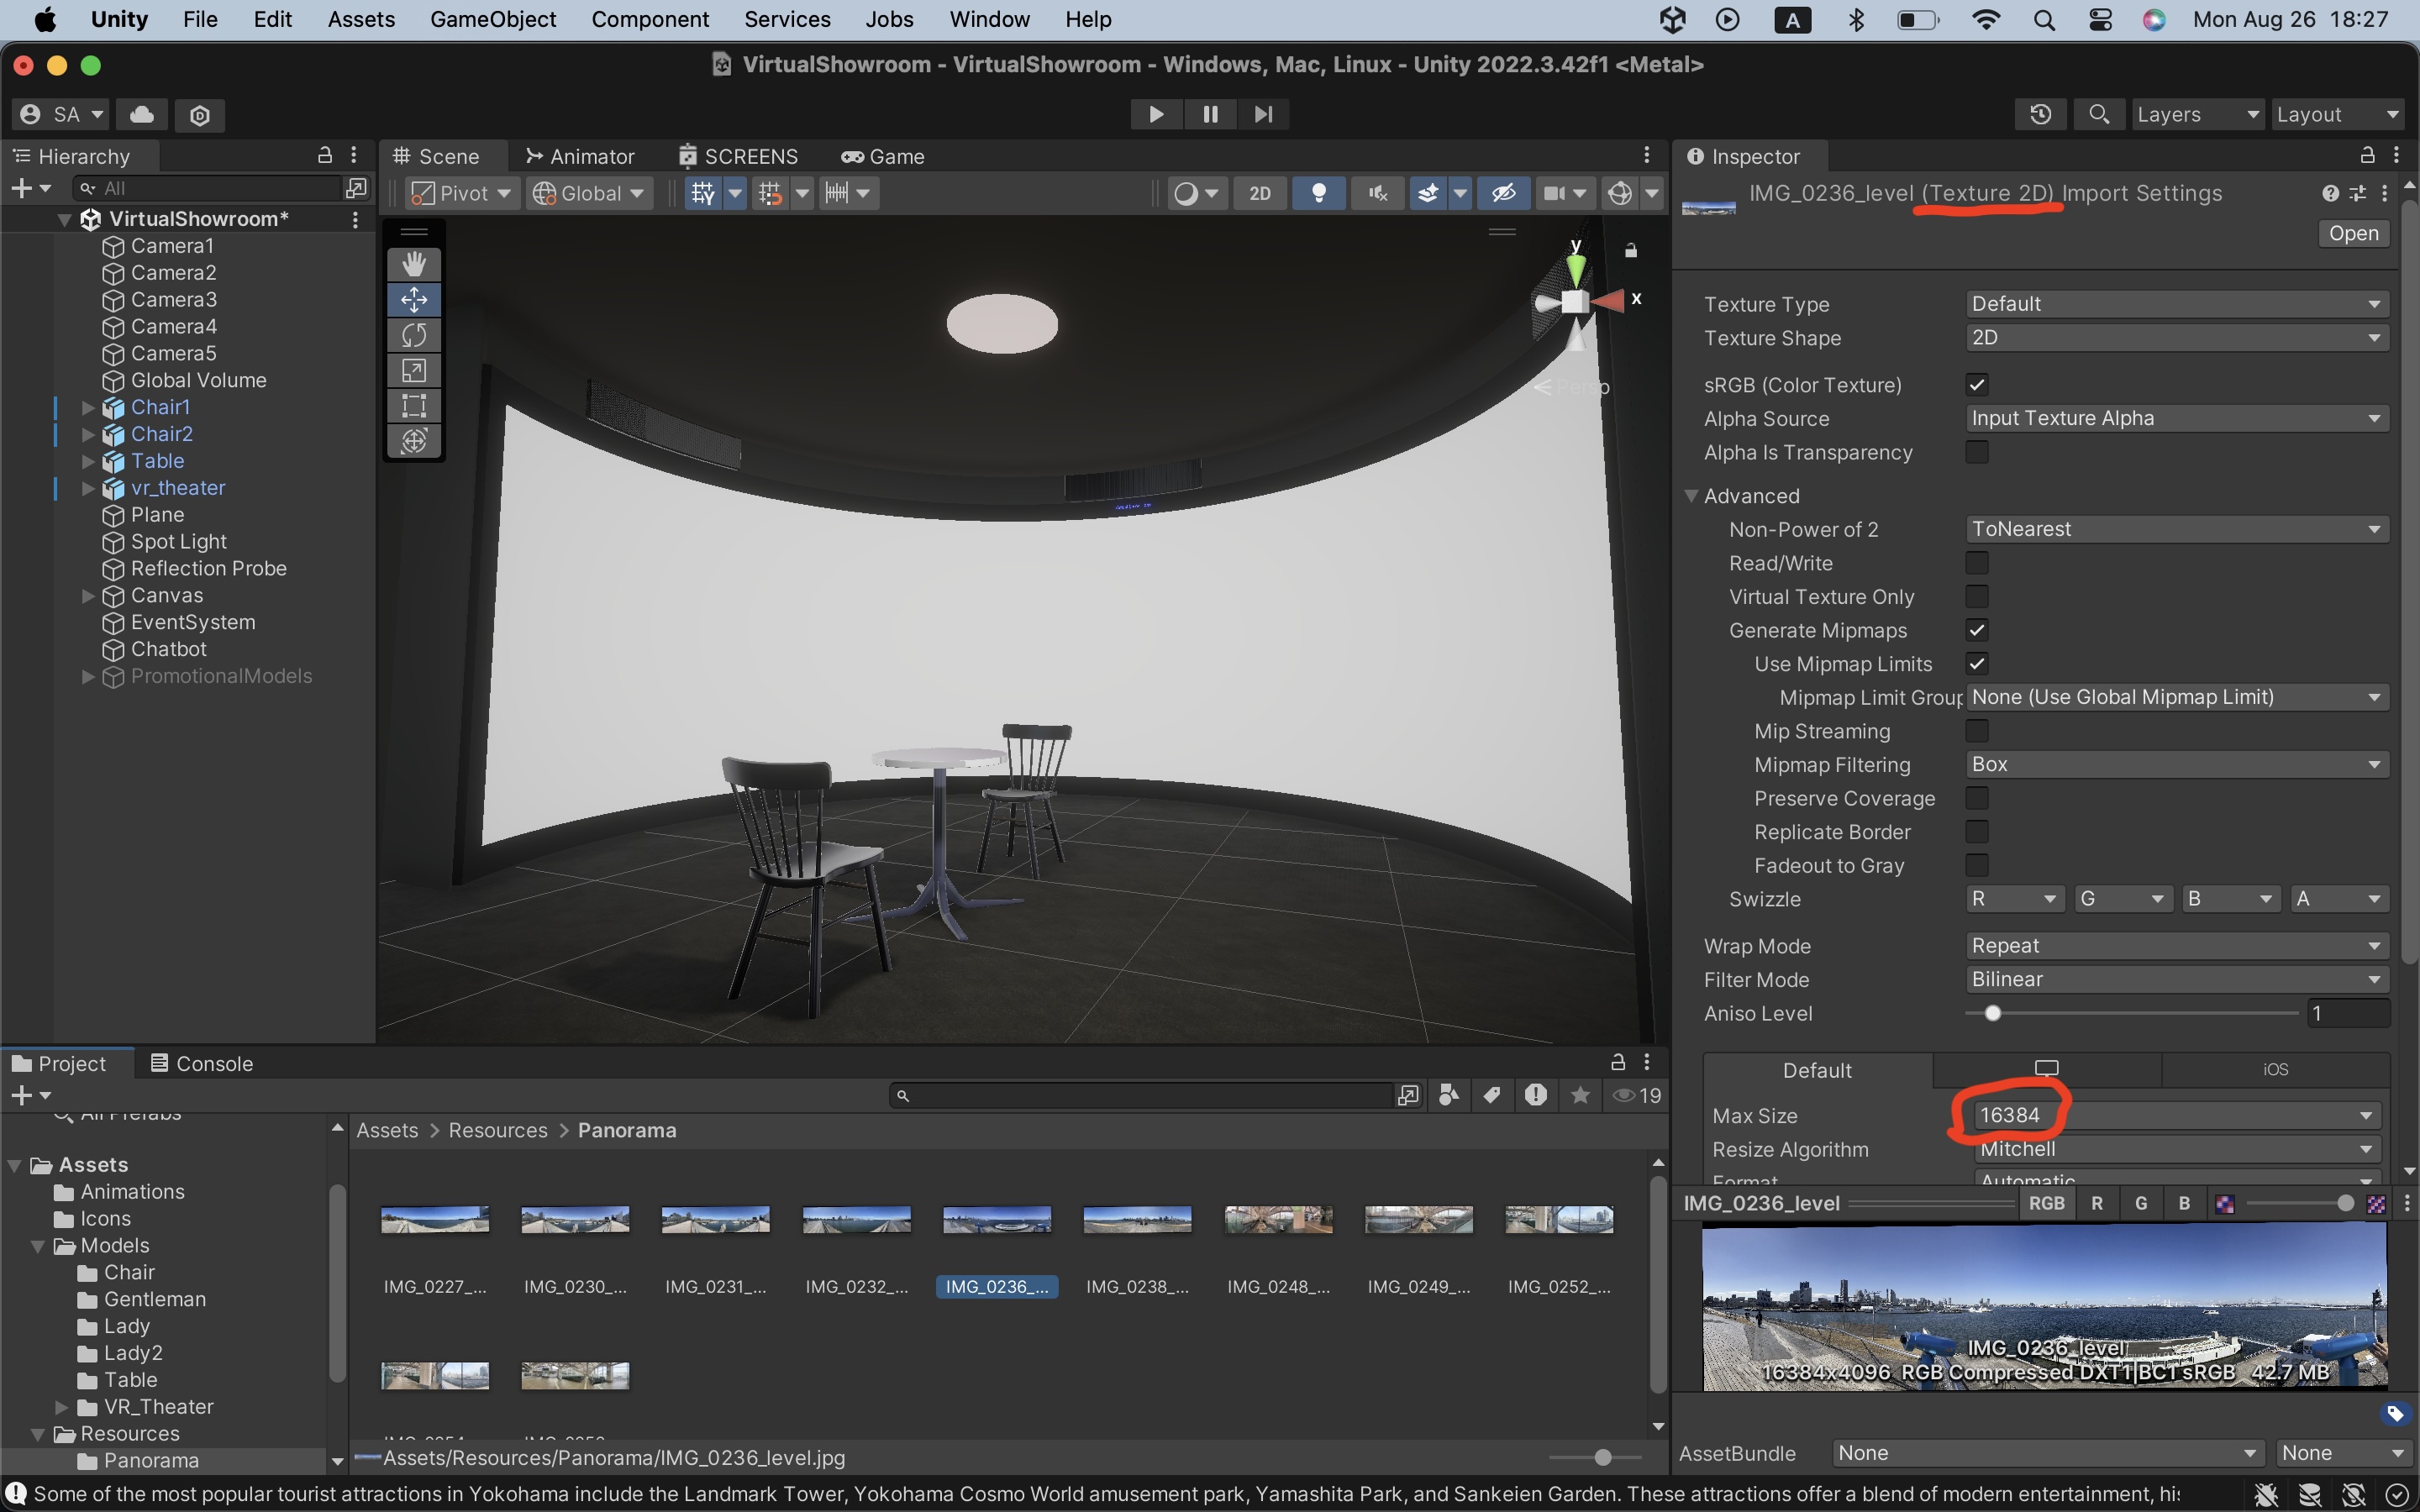 Unity File Edit Assets GameObject Component Services Jobs Window Help A Mon Aug 26 18:27
VirtualShowroom - VirtualShowroom - Windows, Mac, Linux - Unity 2022.3.42f1 <Metal>
SA Layers Layout
Hierarchy
All
VirtualShowroom*
Camera1
Camera2
Camera3
Camera4
Camera5
Global Volume
Chair1
Chair2
Table
vr_theater
Plane
Spot Light
Reflection Probe
Canvas
EventSystem
Chatbot
PromotionalModels
Scene Animator SCREENS Game
Pivot Global 2D
y
x
Persp
Inspector
IMG_0236_level (Texture 2D) Import Settings
Open
Texture Type Default
Texture Shape 2D
sRGB (Color Texture)
Alpha Source Input Texture Alpha
Alpha Is Transparency
Advanced
Non-Power of 2 ToNearest
Read/Write
Virtual Texture Only
Generate Mipmaps
Use Mipmap Limits
Mipmap Limit Group None (Use Global Mipmap Limit)
Mip Streaming
Mipmap Filtering Box
Preserve Coverage
Replicate Border
Fadeout to Gray
Swizzle R G B A
Wrap Mode Repeat
Filter Mode Bilinear
Aniso Level 1
Default iOS
Max Size 16384
Resize Algorithm Mitchell
Format Automatic
IMG_0236_level RGB R G B
IMG_0236_level
16384x4096 RGB Compressed DXT1|BC1 sRGB 42.7 MB
AssetBundle None None
Project Console
19
All Prefabs
Assets
Animations
Icons
Models
Chair
Gentleman
Lady
Lady2
Table
VR_Theater
Resources
Panorama
Assets > Resources > Panorama
IMG_0227_... IMG_0230_... IMG_0231_... IMG_0232_... IMG_0236_... IMG_0238_... IMG_0248_... IMG_0249_... IMG_0252_...
Assets/Resources/Panorama/IMG_0236_level.jpg
Some of the most popular tourist attractions in Yokohama include the Landmark Tower, Yokohama Cosmo World amusement park, Yamashita Park, and Sankeien Garden. These attractions offer a blend of modern entertainment, his